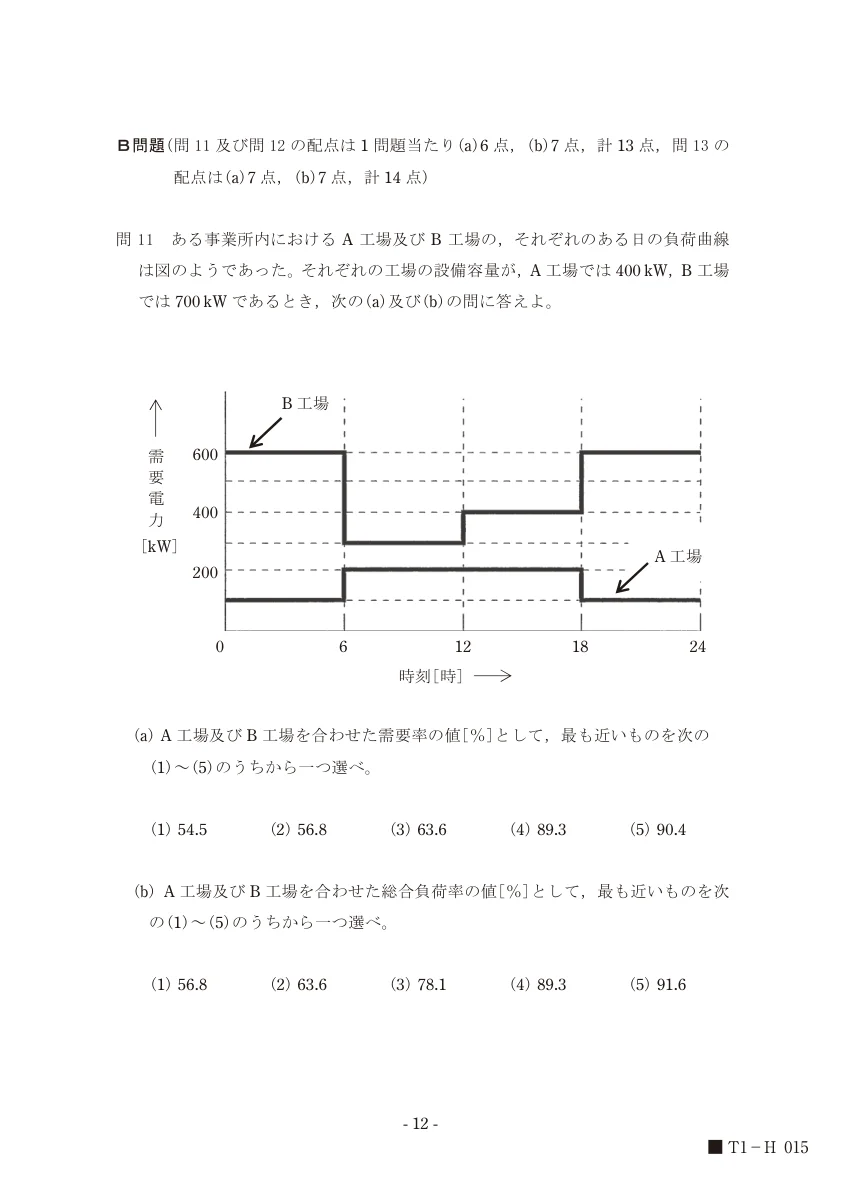 B問題(問 11 及び問 12 の配点は 1 問題当たり(a)6 点,(b)7 点,計 13 点,問 13 の
配点は(a)7 点,(b)7 点,計 14 点)
問 11 ある事業所内における A 工場及び B 工場の,それぞれのある日の負荷曲線
は図のようであった。それぞれの工場の設備容量が,A 工場では 400 kW,B 工場
では 700 kW であるとき,次の(a)及び(b)の問に答えよ。
B 工場
需要電力
[kW]
600
400
200
A 工場
0 6 12 18 24
時刻[時]
(a) A 工場及び B 工場を合わせた需要率の値[%]として,最も近いものを次の
(1)~(5)のうちから一つ選べ。
(1) 54.5 (2) 56.8 (3) 63.6 (4) 89.3 (5) 90.4
(b) A 工場及び B 工場を合わせた総合負荷率の値[%]として,最も近いものを次
の(1)~(5)のうちから一つ選べ。
(1) 56.8 (2) 63.6 (3) 78.1 (4) 89.3 (5) 91.6
- 12 -
■ T1-H 015